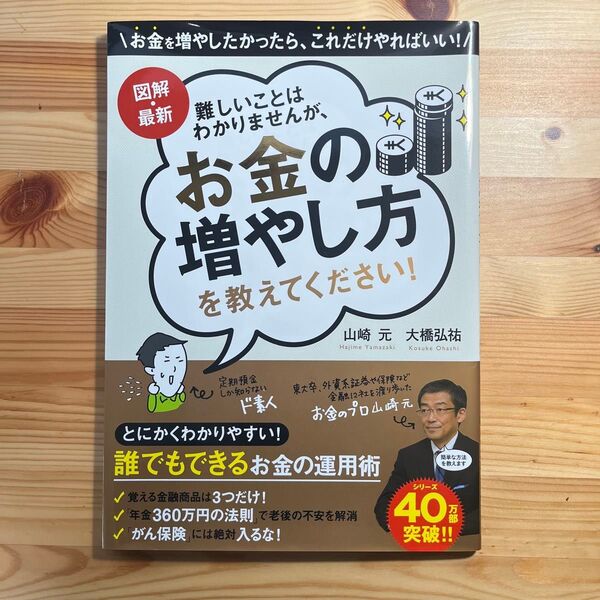 \お金を増やしたかったら、これだけやればいい!/
図解・
最新
難しいことは
わかりませんが、
お金の
増やし方
を教えてください!
山崎 元 大橋弘祐
Hajime Yamazaki Kosuke Ohashi
定期預金
しか知らない
ド素人
東大卒、外資系証券や保険など
金融12社を渡り歩いた
お金のプロ山崎元
簡単な方法
を教えます
とにかくわかりやすい!
誰でもできるお金の運用術
✓覚える金融商品は3つだけ!
✓「年金360万円の法則」で老後の不安を解消
✓「がん保険」には絶対入るな!
シリーズ
40万部
突破!!